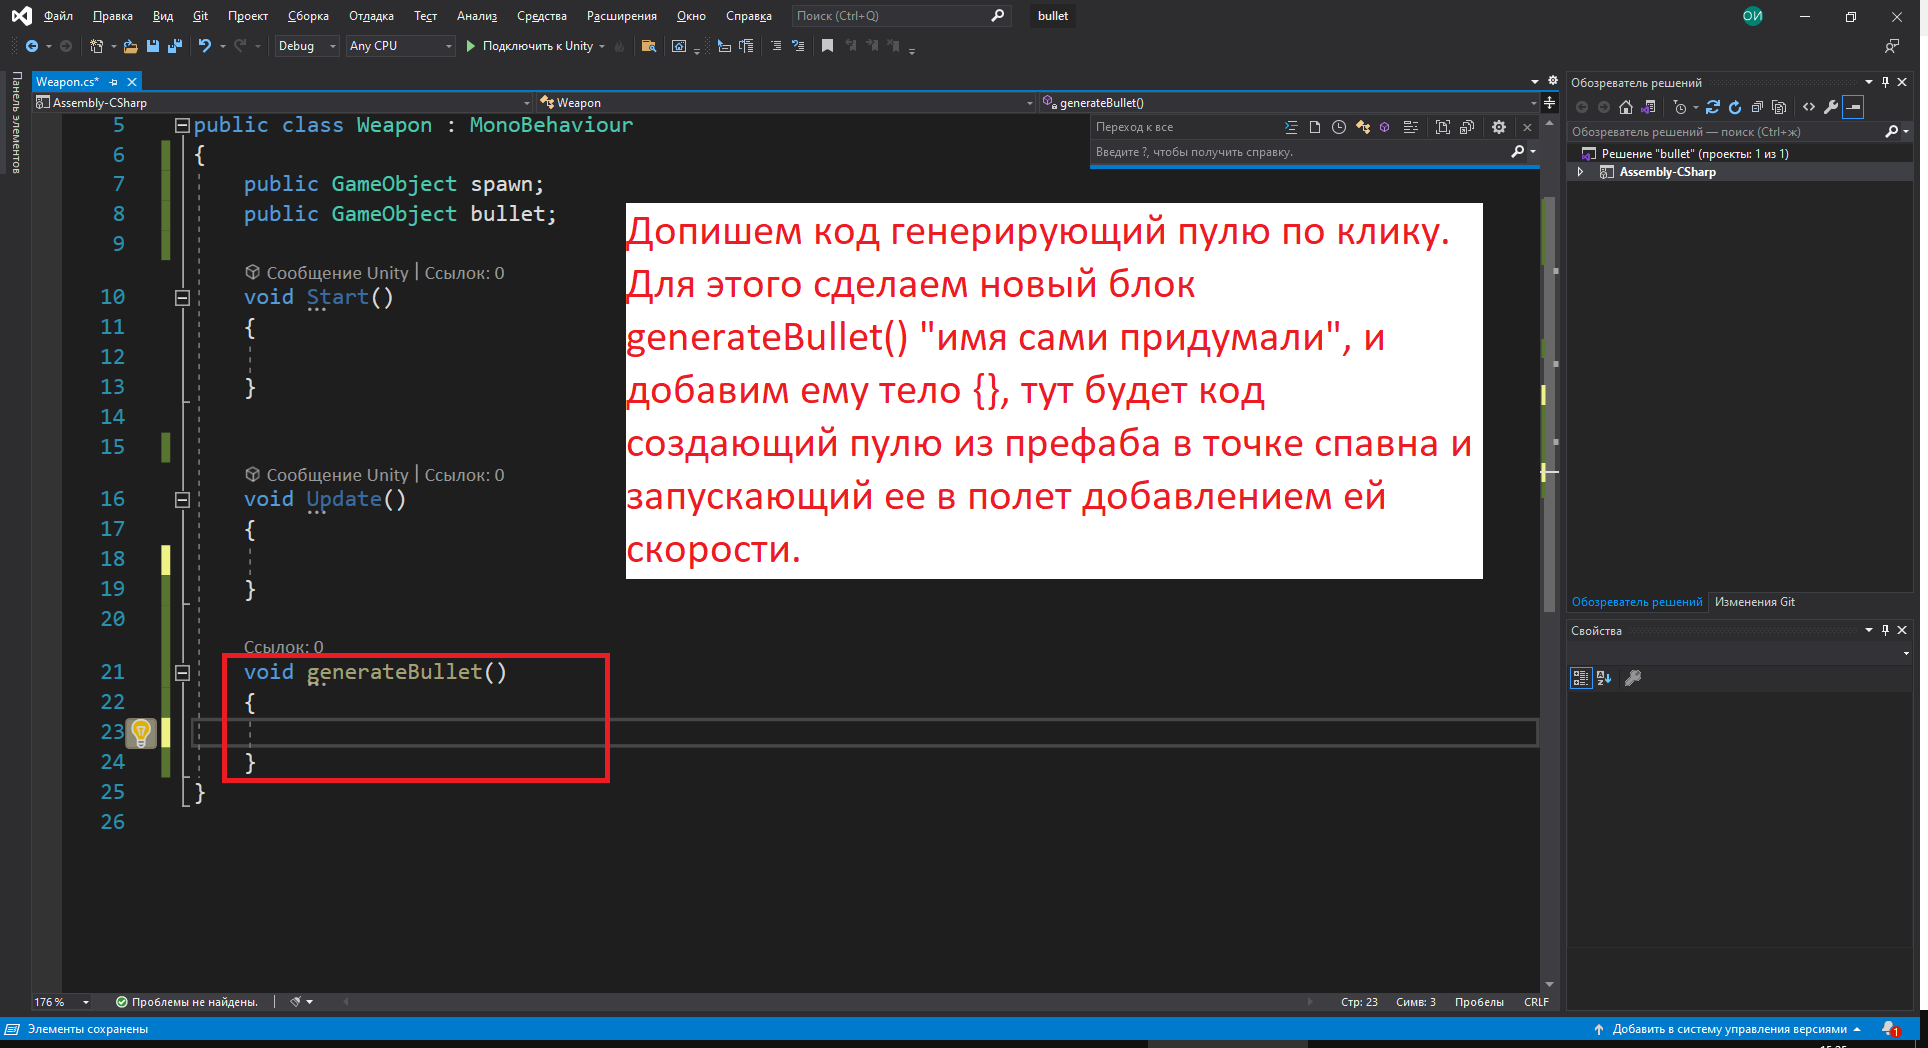 Файл Правка Вид Git Проект Сборка Отладка Тест Анализ Средства Расширения Окно Справка Поиск (Ctrl+Q) bullet ОИ
Debug Any CPU Подключить к Unity
Панель элементов
Weapon.cs*
Assembly-CSharp Weapon generateBullet()
Переход к все
Введите ?, чтобы получить справку.
5 public class Weapon : MonoBehaviour
6 {
7 public GameObject spawn;
8 public GameObject bullet;
9
Сообщение Unity | Ссылок: 0
10 void Start()
11 {
12
13 }
14
15
Сообщение Unity | Ссылок: 0
16 void Update()
17 {
18
19 }
20
Ссылок: 0
21 void generateBullet()
22 {
23
24 }
25 }
26
Допишем код генерирующий пулю по клику.
Для этого сделаем новый блок
generateBullet() "имя сами придумали", и
добавим ему тело {}, тут будет код
создающий пулю из префаба в точке спавна и
запускающий ее в полет добавлением ей
скорости.
Обозреватель решений
Обозреватель решений — поиск (Ctrl+ж)
Решение "bullet" (проекты: 1 из 1)
Assembly-CSharp
Обозреватель решений Изменения Git
Свойства
176 % Проблемы не найдены. Стр: 23 Симв: 3 Пробелы CRLF
Элементы сохранены Добавить в систему управления версиями 1